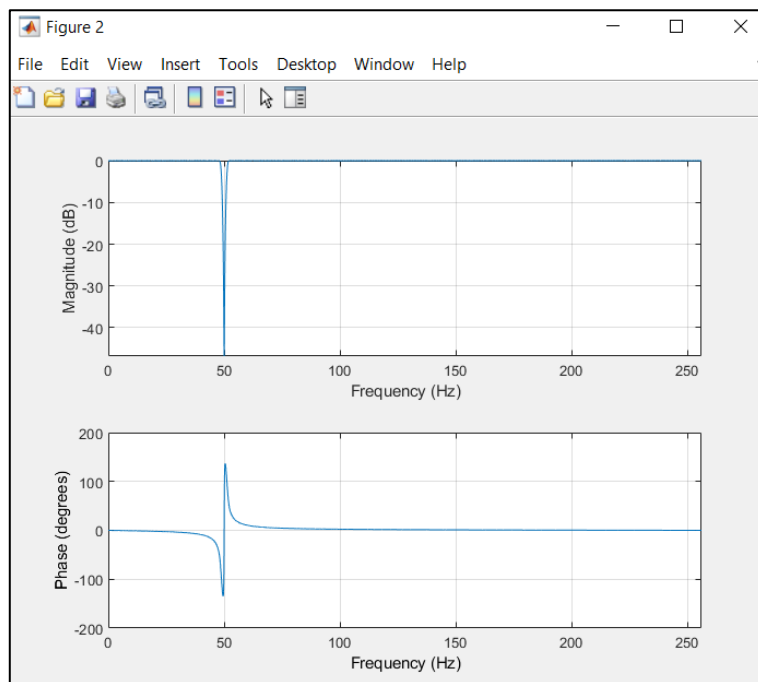 Figure 2
File Edit View Insert Tools Desktop Window Help
0
-10
-20
-30
-40
Magnitude (dB)
0 50 100 150 200 250
Frequency (Hz)
200
100
0
-100
-200
Phase (degrees)
0 50 100 150 200 250
Frequency (Hz)